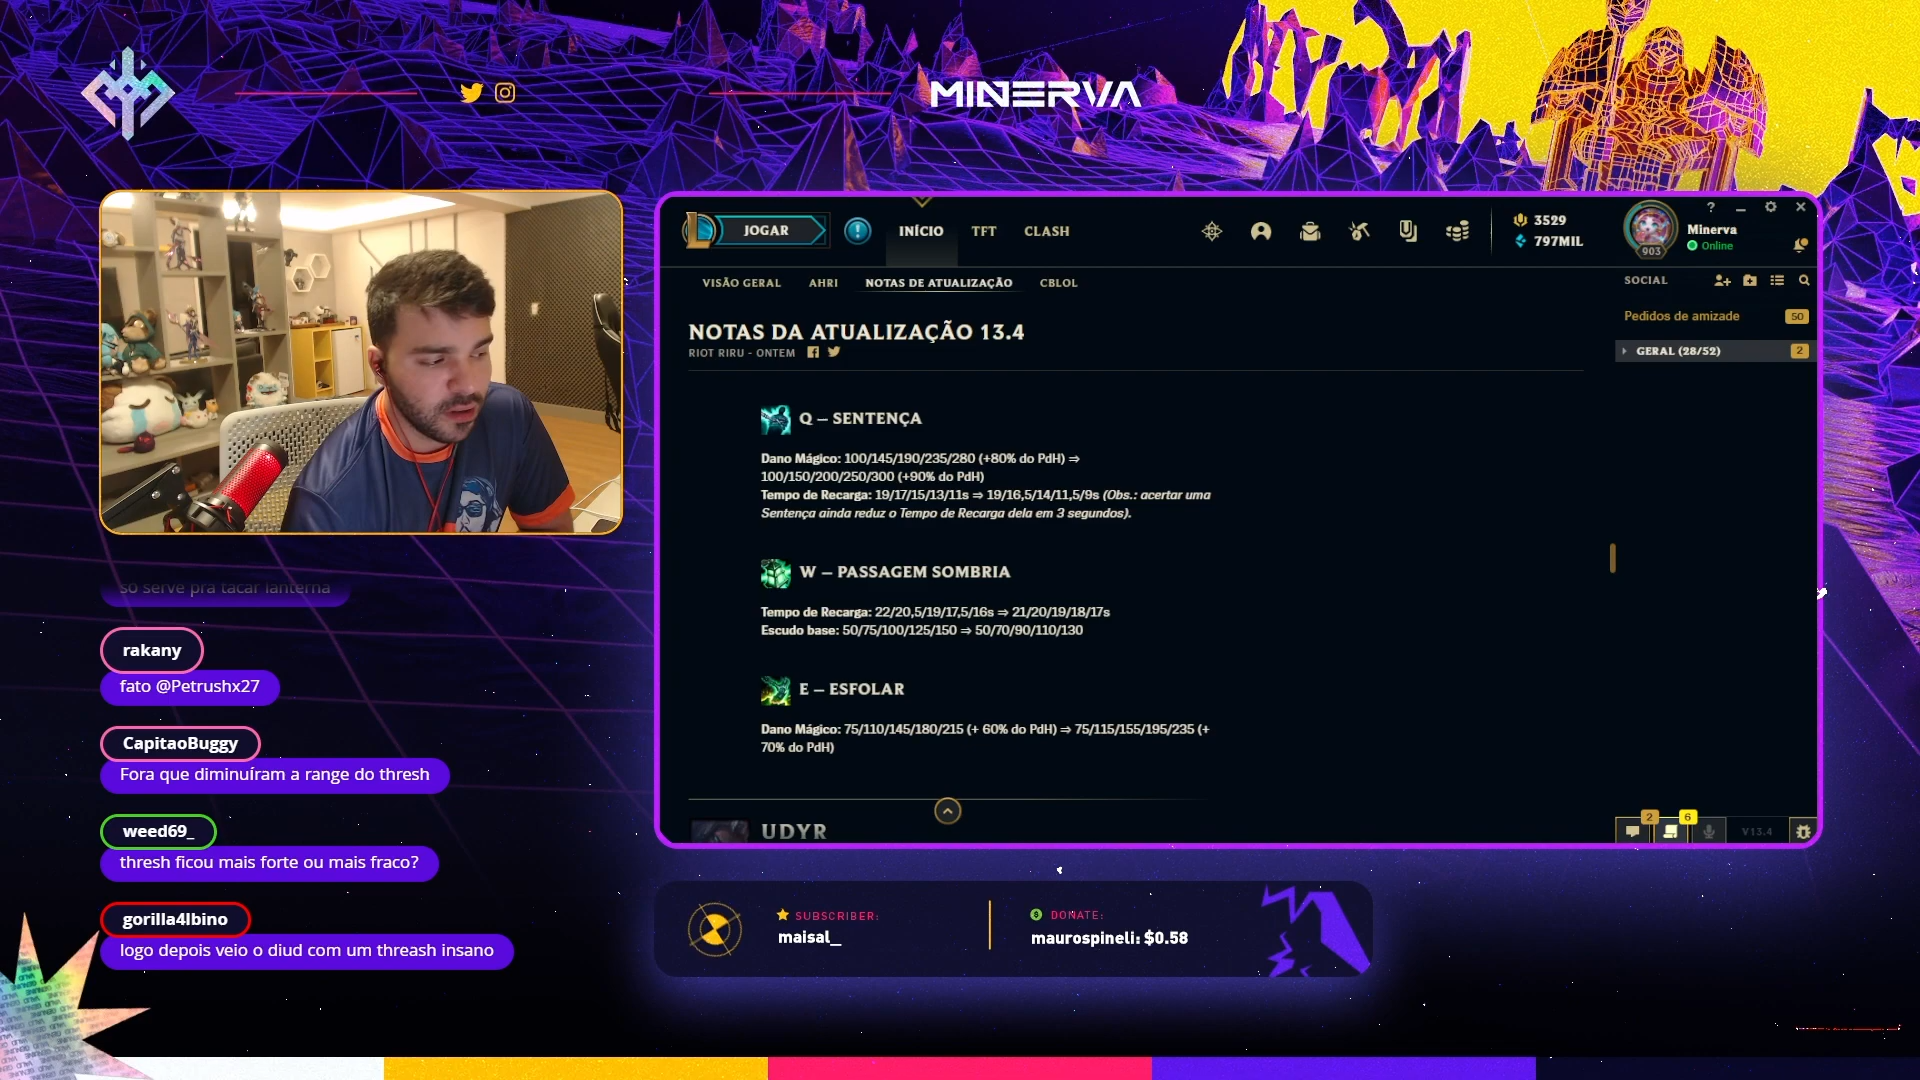 MINERVA
JOGAR
INÍCIO
TFT
CLASH
3529
797MIL
903
Minerva
Online
?
VISÃO GERAL
AHRI
NOTAS DE ATUALIZAÇÃO
CBLOL
SOCIAL
Pedidos de amizade
50
GERAL (28/52)
2
NOTAS DA ATUALIZAÇÃO 13.4
RIOT RIRU - ONTEM
Q – SENTENÇA
Dano Mágico: 100/145/190/235/280 (+80% do PdH) ⇒
100/150/200/250/300 (+90% do PdH)
Tempo de Recarga: 19/17/15/13/11s ⇒ 19/16,5/14/11,5/9s (Obs.: acertar uma
Sentença ainda reduz o Tempo de Recarga dela em 3 segundos).
W – PASSAGEM SOMBRIA
Tempo de Recarga: 22/20,5/19/17,5/16s ⇒ 21/20/19/18/17s
Escudo base: 50/75/100/125/150 ⇒ 50/70/90/110/130
E – ESFOLAR
Dano Mágico: 75/110/145/180/215 (+ 60% do PdH) ⇒ 75/115/155/195/235 (+
70% do PdH)
UDYR
2
6
V13.4
só serve pra tacar lanterna
rakany
fato @Petrushx27
CapitaoBuggy
Fora que diminuíram a range do thresh
weed69_
thresh ficou mais forte ou mais fraco?
gorilla4lbino
logo depois veio o diud com um threash insano
SUBSCRIBER:
maisal_
DONATE:
maurospineli: $0.58